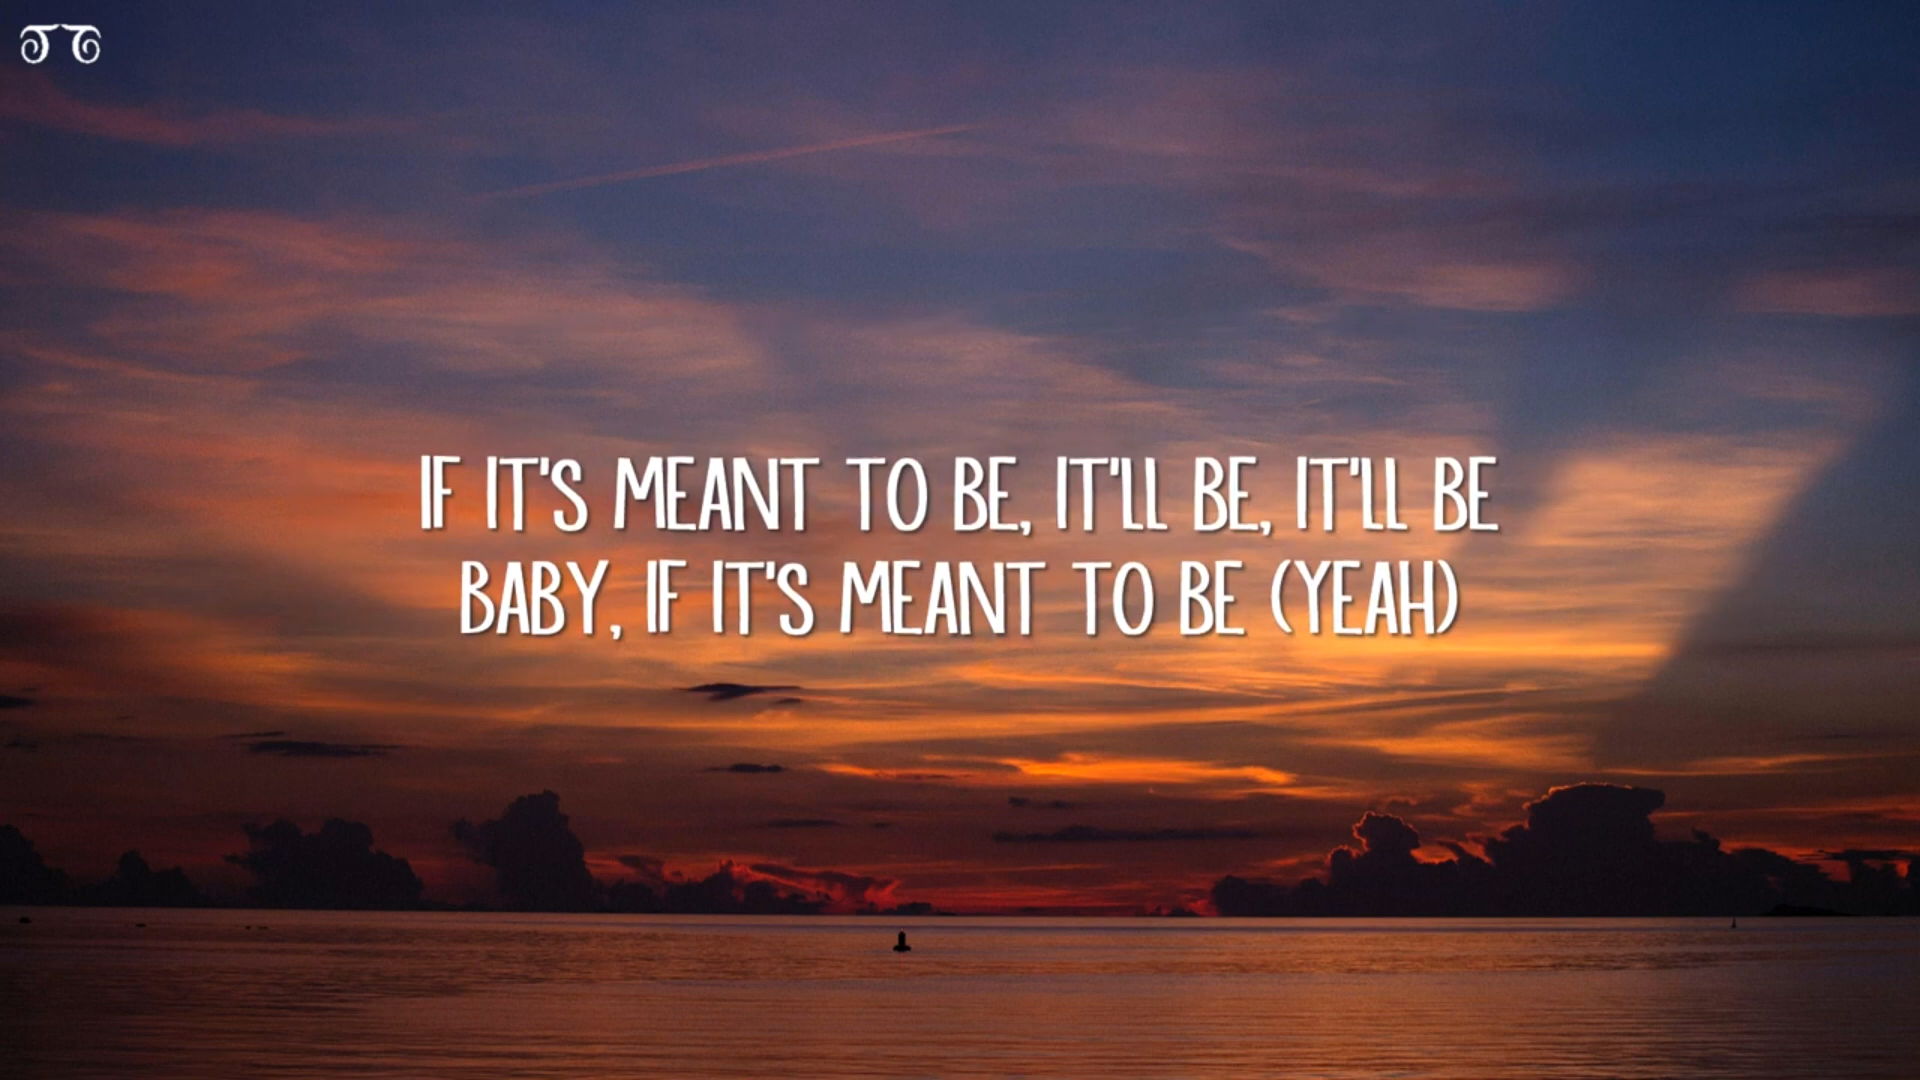 IF IT'S MEANT TO BE, IT'LL BE, IT'LL BE
BABY, IF IT'S MEANT TO BE (YEAH)